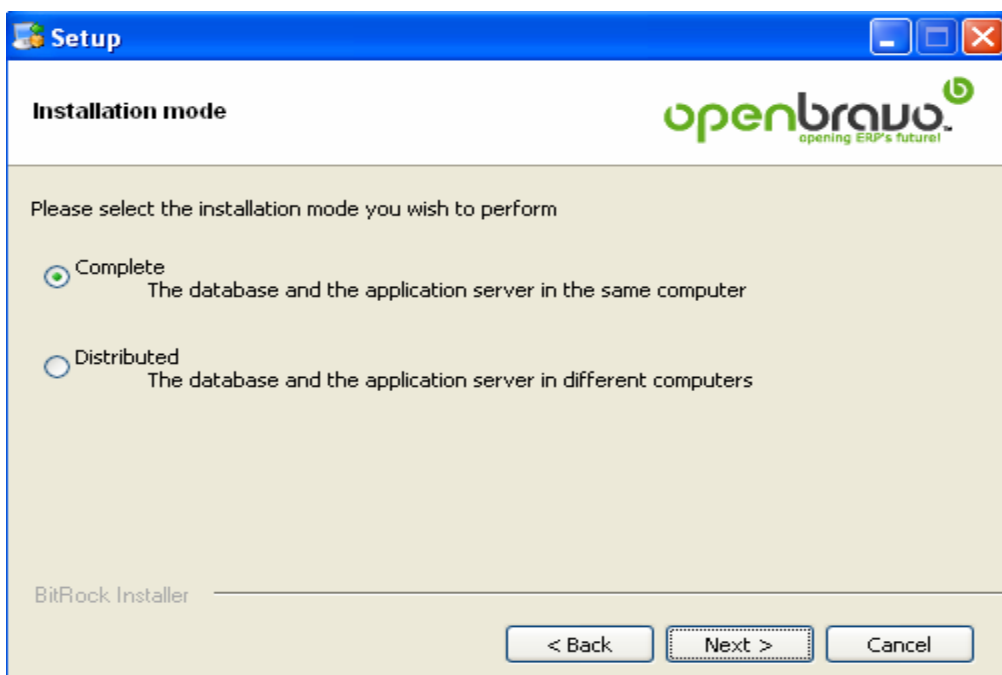 Setup
Installation mode
openbravo™
opening ERP's future!
Please select the installation mode you wish to perform
Complete
The database and the application server in the same computer
Distributed
The database and the application server in different computers
BitRock Installer
< Back Next > Cancel